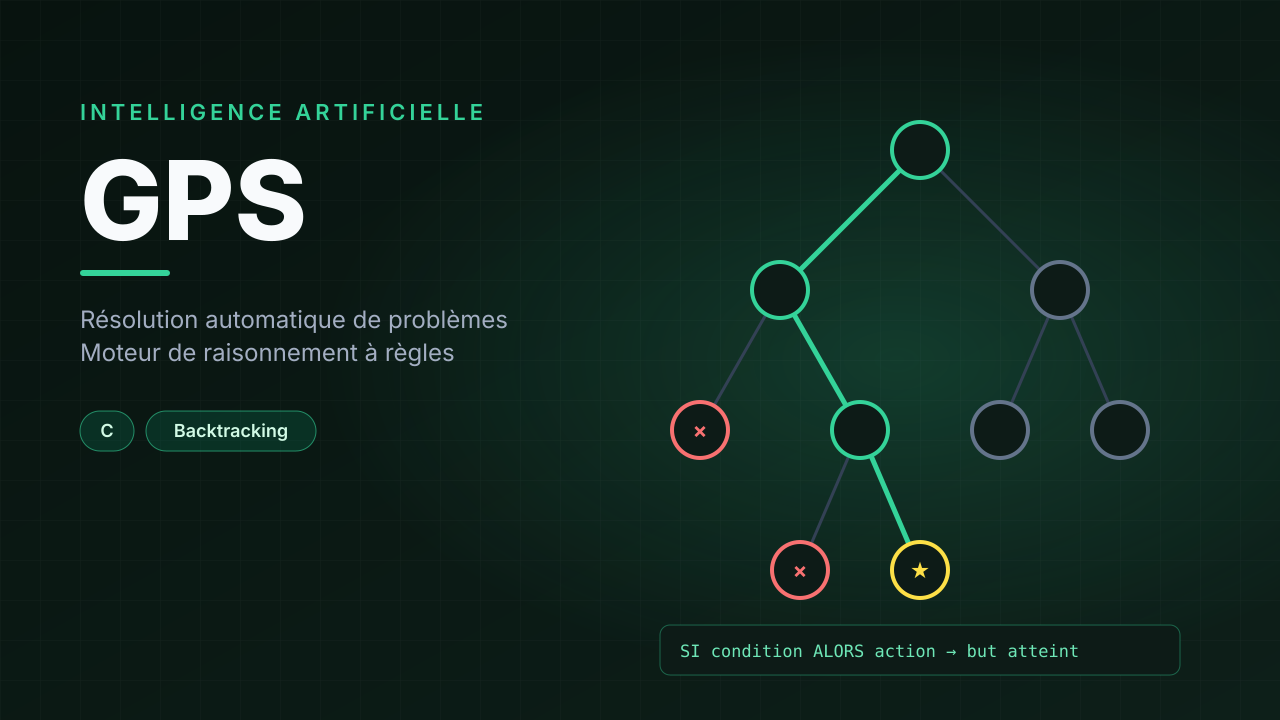 INTELLIGENCE ARTIFICIELLE
GPS
Résolution automatique de problèmes
Moteur de raisonnement à règles
C
Backtracking
×
×
★
SI condition ALORS action → but atteint